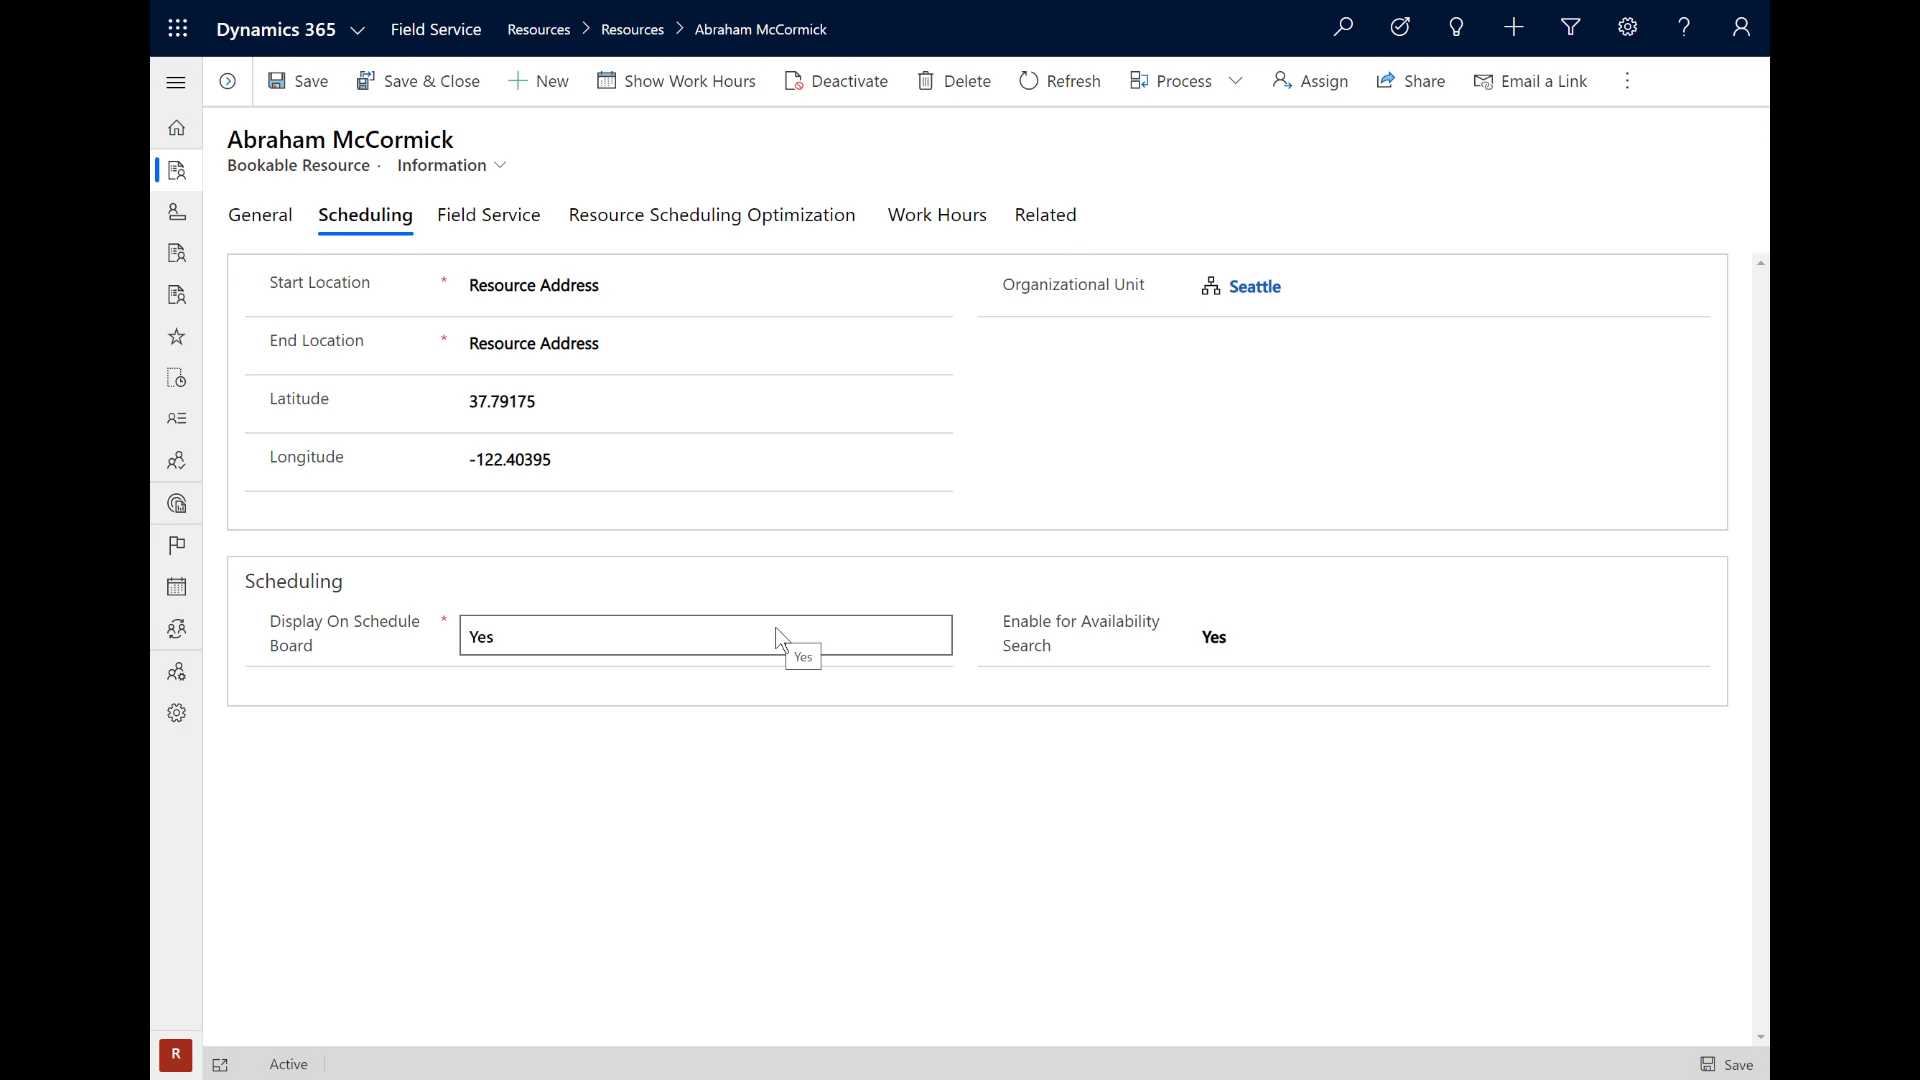 Dynamics 365 Field Service Resources Resources Abraham McCormick
Save Save & Close New Show Work Hours Deactivate Delete Refresh Process Assign Share Email a Link
Abraham McCormick
Bookable Resource · Information
General Scheduling Field Service Resource Scheduling Optimization Work Hours Related
Start Location * Resource Address
Organizational Unit Seattle
End Location * Resource Address
Latitude 37.79175
Longitude -122.40395
Scheduling
Display On Schedule Board * Yes
Yes
Enable for Availability Search Yes
R
Active
Save